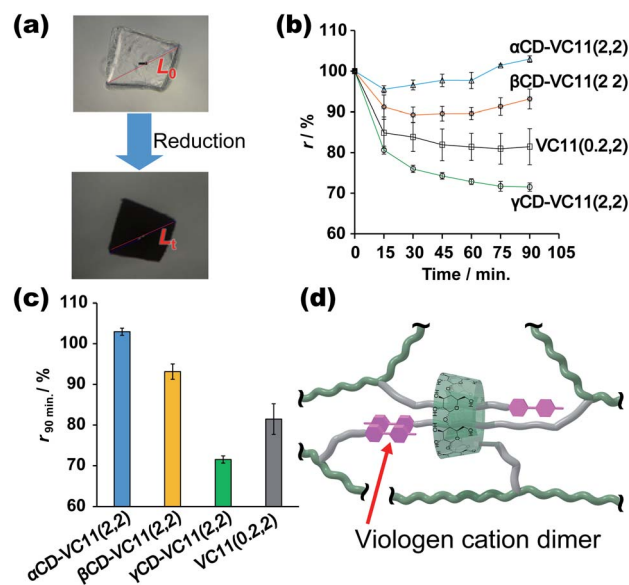 (a)
L0
Reduction
Lt
(b)
r / %
110
100
90
80
70
60
0 15 30 45 60 75 90 105
Time / min.
αCD-VC11(2,2)
βCD-VC11(2 2)
VC11(0.2,2)
γCD-VC11(2,2)
(c)
r90 min. / %
110
100
90
80
70
60
αCD-VC11(2,2)
βCD-VC11(2,2)
γCD-VC11(2,2)
VC11(0.2,2)
(d)
Viologen cation dimer